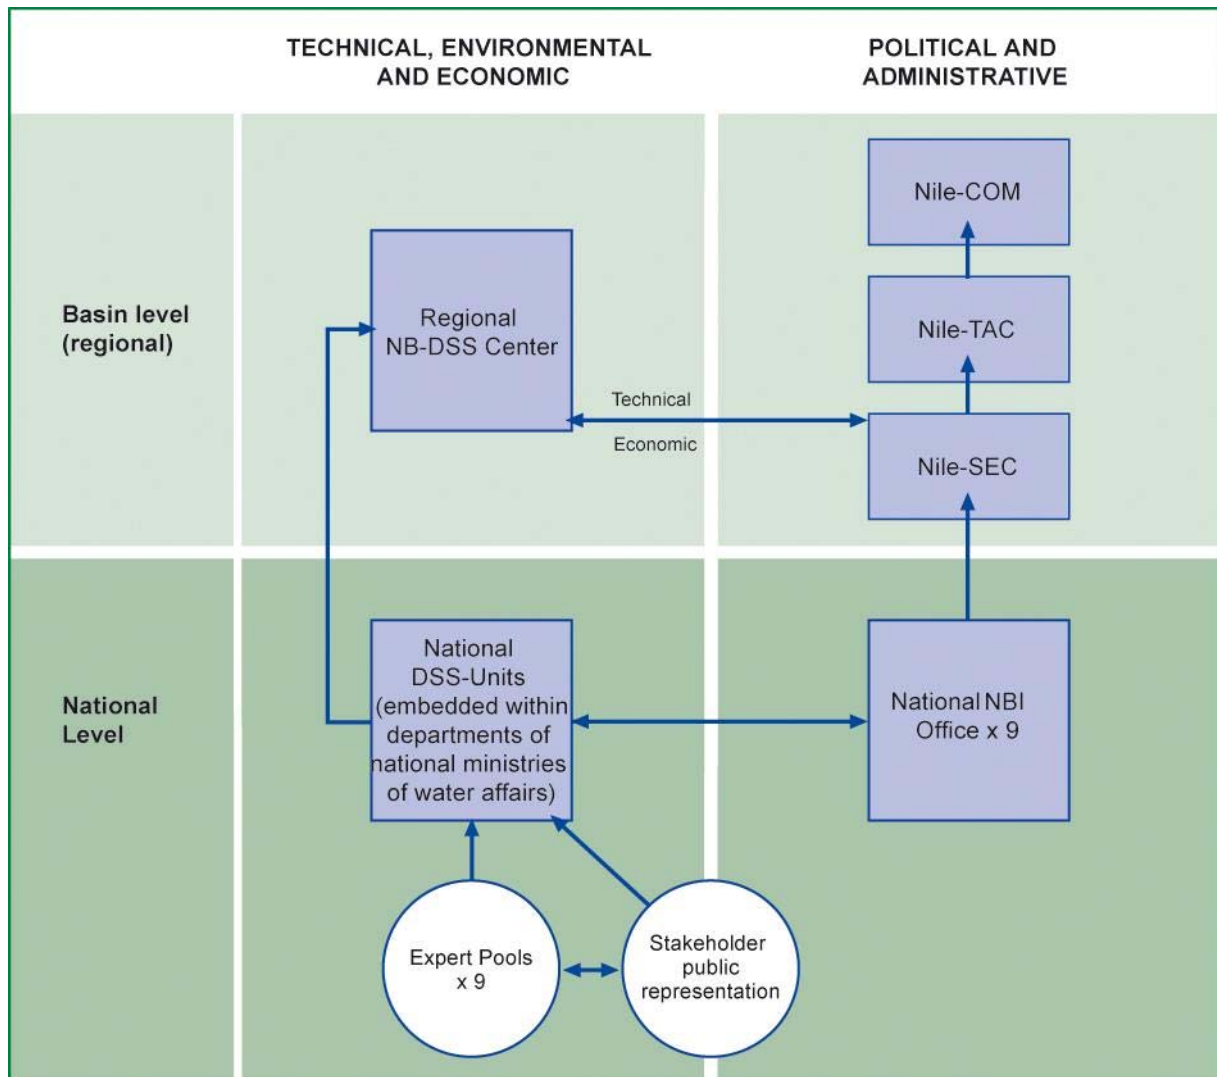 TECHNICAL, ENVIRONMENTAL
AND ECONOMIC
POLITICAL AND
ADMINISTRATIVE
Basin level
(regional)
Regional
NB-DSS Center
Technical
Economic
Nile-COM
Nile-TAC
Nile-SEC
National
Level
National
DSS-Units
(embedded within
departments of
national ministries
of water affairs)
National NBI
Office x 9
Expert Pools
x 9
Stakeholder
public
representation